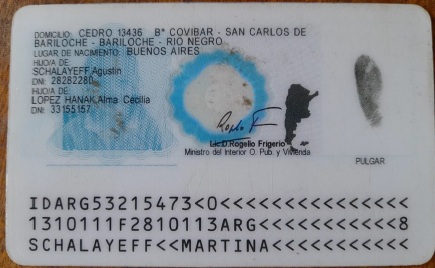 DOMICILIO: CEDRO 13436 Bº COVIBAR - SAN CARLOS DE
BARILOCHE - BARILOCHE - RIO NEGRO
LUGAR DE NACIMIENTO: BUENOS AIRES
HIJO/A DE:
SCHALAYEFF,Agustin
DNI: 28282280
HIJO/A DE:
LOPEZ HANAK,Alma Cecilia
DNI: 33155157
Lic.D.Rogelio Frigerio
Ministro del Interior O. Pub. y Vivienda
PULGAR
IDARG53215473<0<<<<<<<<<<<<<<<
1310111F2810113ARG<<<<<<<<<<<8
SCHALAYEFF<<MARTINA<<<<<<<<<<<